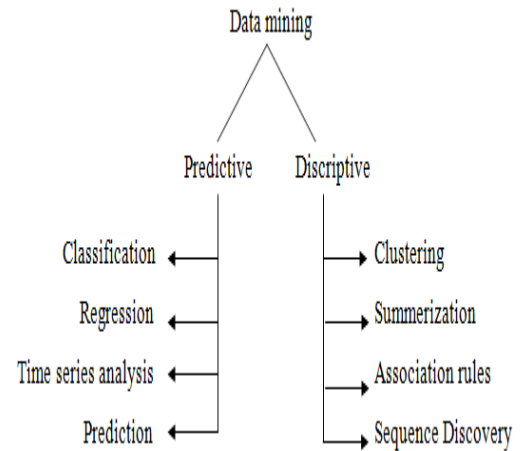 Data mining
Predictive
Discriptive
Classification
Regression
Time series analysis
Prediction
Clustering
Summerization
Association rules
Sequence Discovery